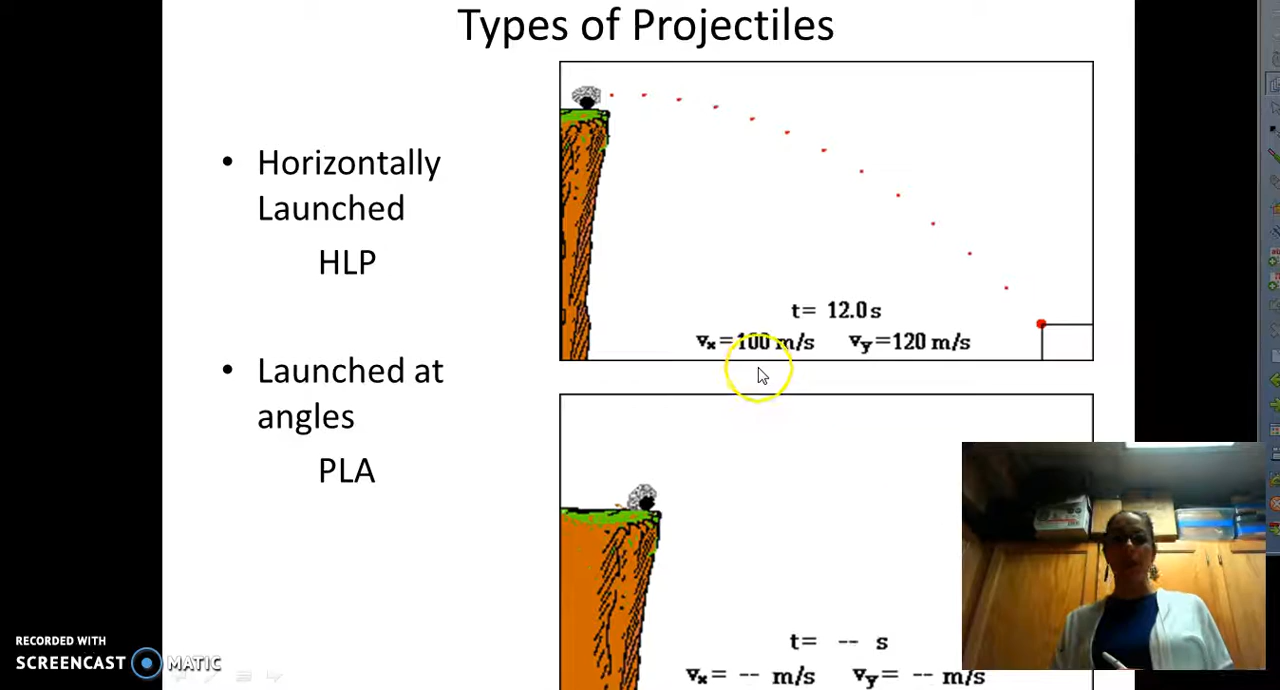 Types of Projectiles
• Horizontally
Launched
HLP
• Launched at
angles
PLA
t= 12.0 s
vx=100 m/s vy=120 m/s
t= -- s
vx= -- m/s vy= -- m/s
RECORDED WITH
SCREENCAST MATIC